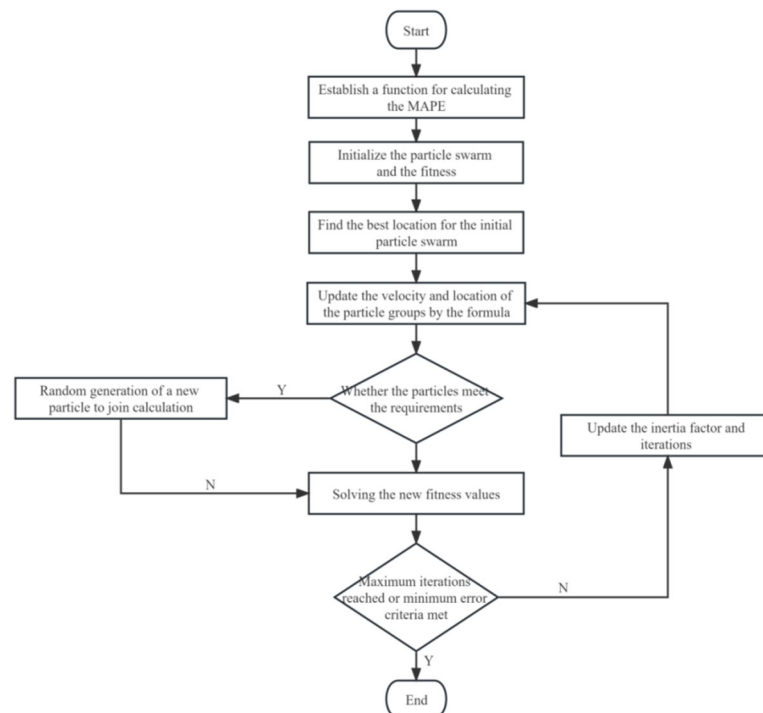 Start
Establish a function for calculating
the MAPE
Initialize the particle swarm
and the fitness
Find the best location for the initial
particle swarm
Update the velocity and location of
the particle groups by the formula
Whether the particles meet
the requirements
Y
Random generation of a new
particle to join calculation
Update the inertia factor and
iterations
N
Solving the new fitness values
Maximum iterations
reached or minimum error
criteria met
N
Y
End